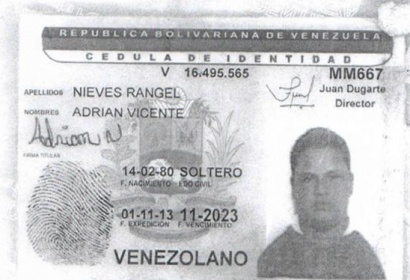 REPUBLICA BOLIVARIANA DE VENEZUELA
CEDULA DE IDENTIDAD
V 16.495.565 MM667
APELLIDOS NIEVES RANGEL Juan Dugarte
Director
NOMBRES ADRIAN VICENTE
Adrian N
FIRMA TITULAR
14-02-80 SOLTERO
F. NACIMIENTO EDO CIVIL
01-11-13 11-2023
F. EXPEDICION F. VENCIMIENTO
VENEZOLANO